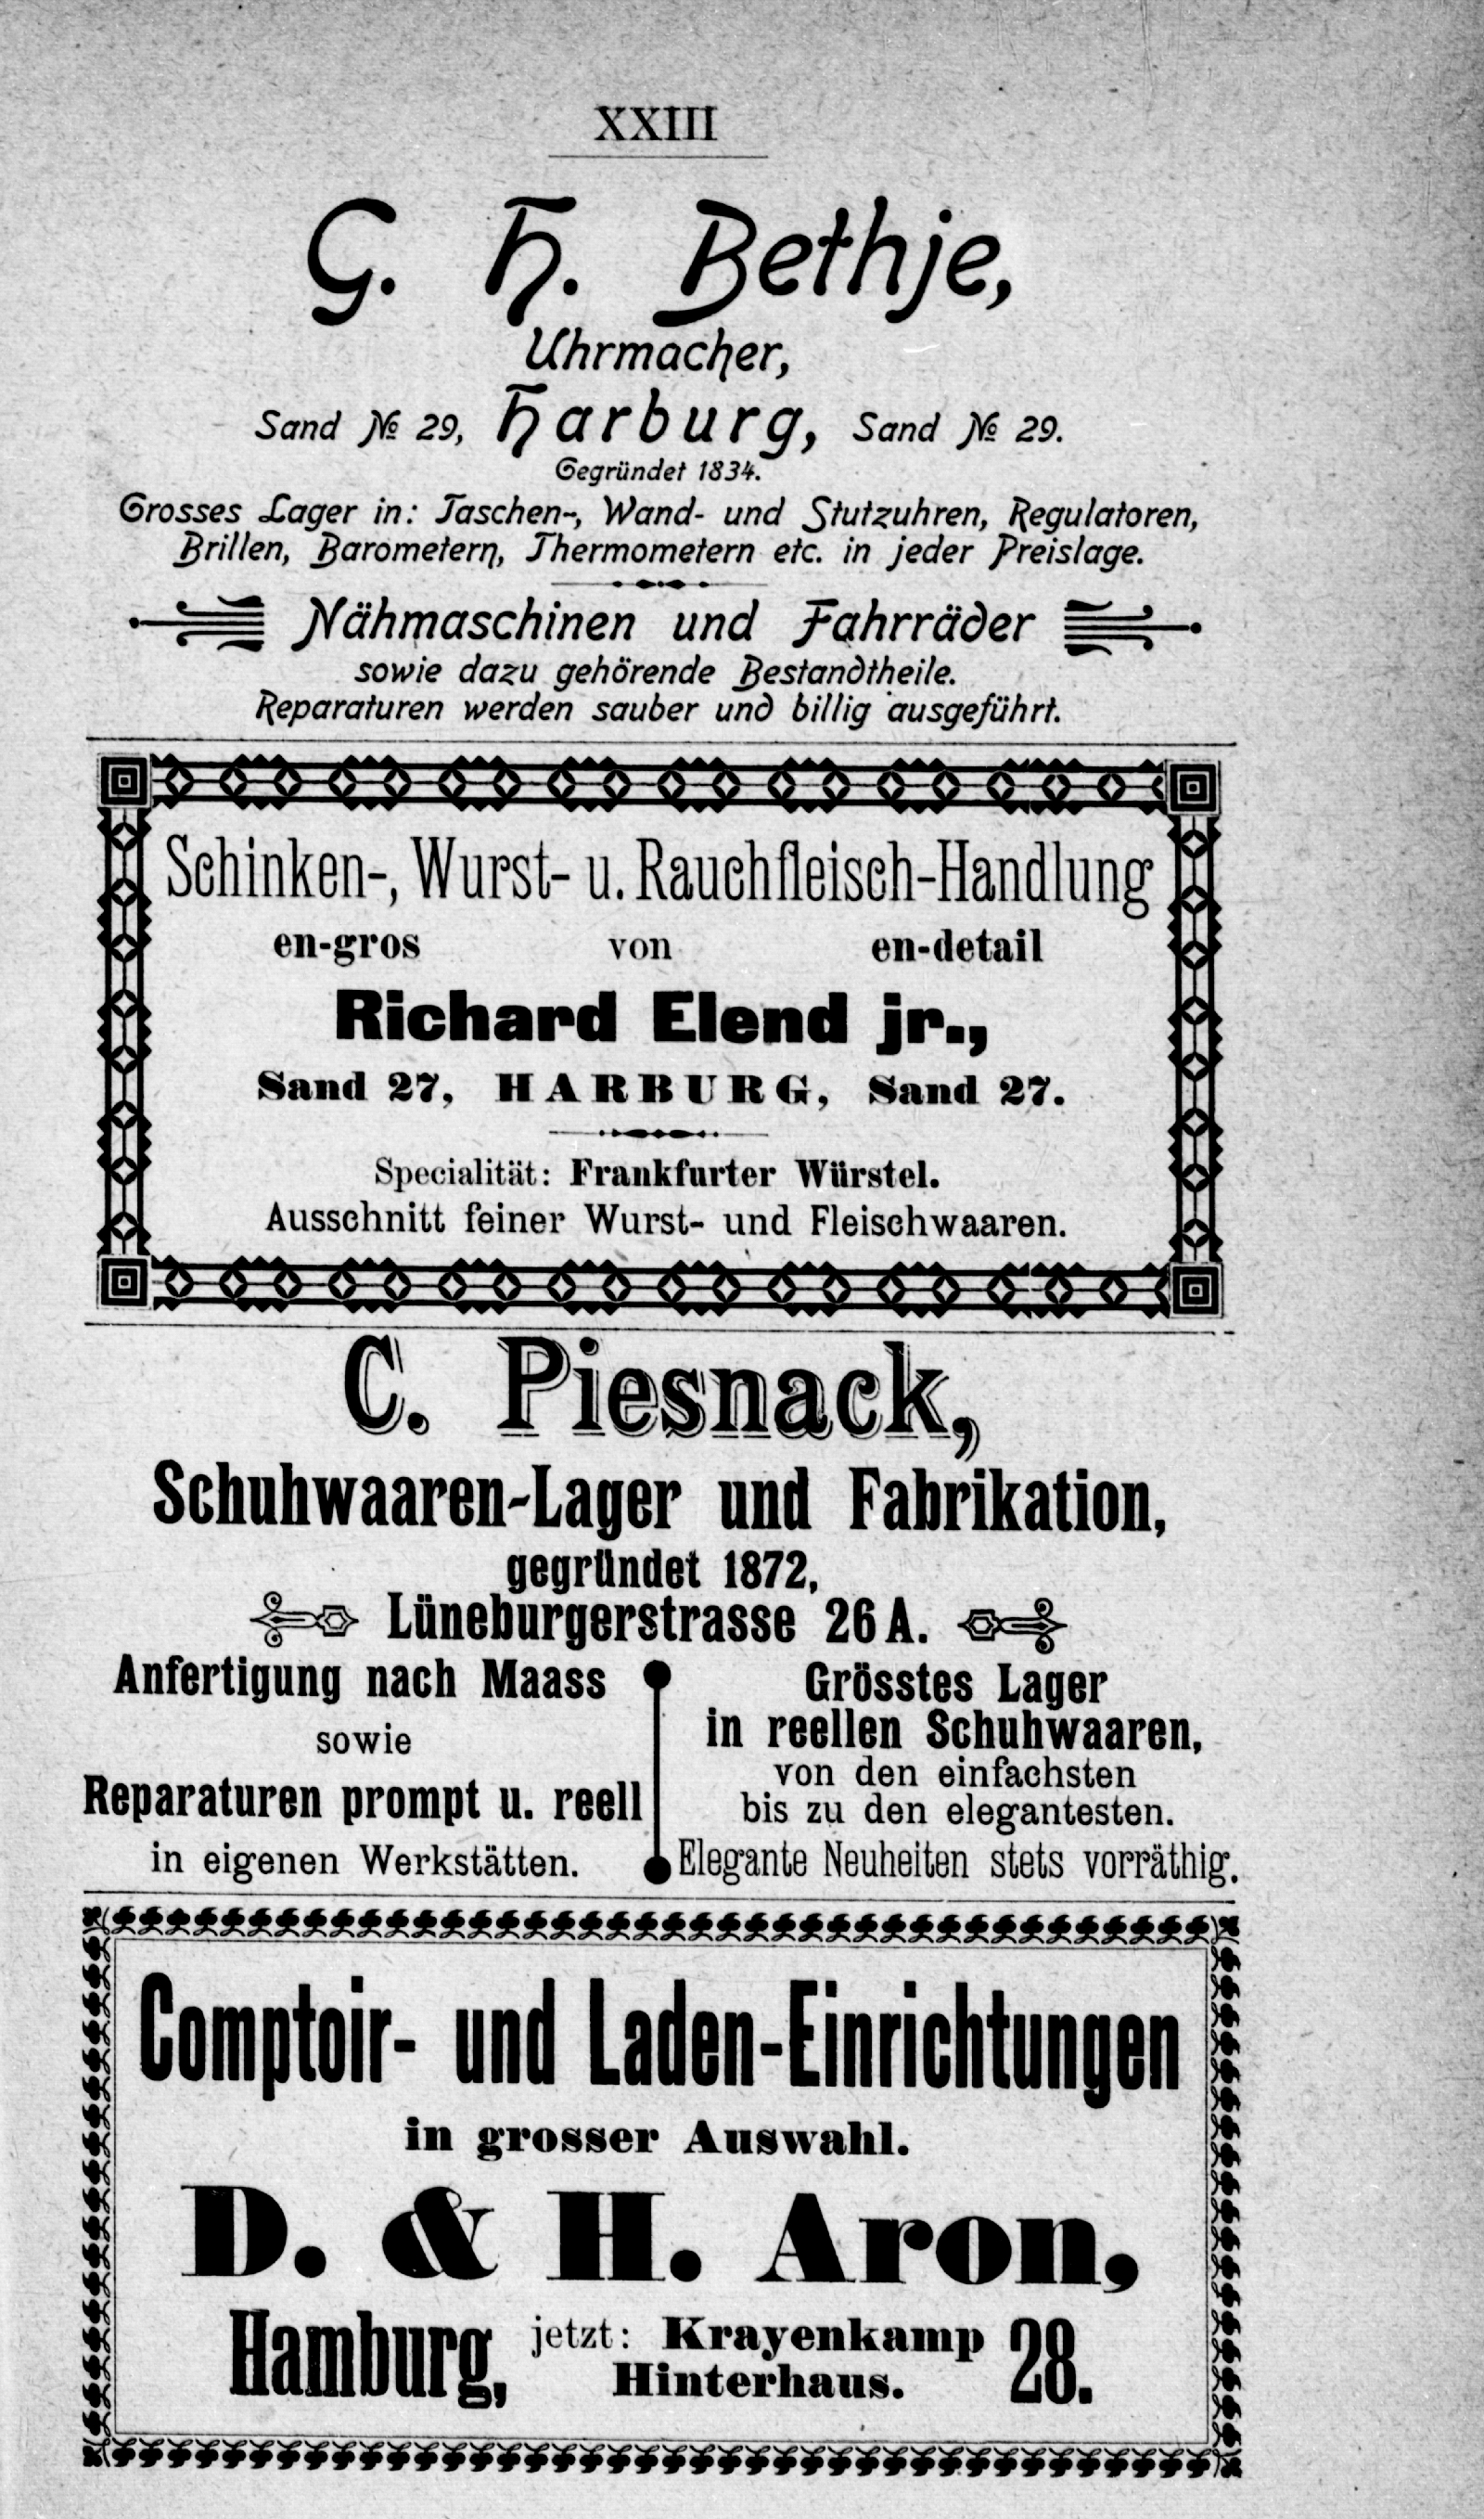 XXIII
G. H. Bethje,
Uhrmacher,
Sand № 29, Harburg, Sand № 29.
Gegründet 1834.
Grosses Lager in: Taschen-, Wand- und Stutzuhren, Regulatoren,
Brillen, Barometern, Thermometern etc. in jeder Preislage.
Nähmaschinen und Fahrräder
sowie dazu gehörende Bestandtheile.
Reparaturen werden sauber und billig ausgeführt.
Schinken-, Wurst- u. Rauchfleisch-Handlung
en-gros von en-detail
Richard Elend jr.,
Sand 27, HARBURG, Sand 27.
Specialität: Frankfurter Würstel.
Ausschnitt feiner Wurst- und Fleischwaaren.
C. Piesnack,
Schuhwaaren-Lager und Fabrikation,
gegründet 1872,
Lüneburgerstrasse 26 A.
Anfertigung nach Maass
sowie
Reparaturen prompt u. reell
in eigenen Werkstätten.
Grösstes Lager
in reellen Schuhwaaren,
von den einfachsten
bis zu den elegantesten.
Elegante Neuheiten stets vorräthig.
Comptoir- und Laden-Einrichtungen
in grosser Auswahl.
D. & H. Aron,
Hamburg, jetzt: Krayenkamp 28.
Hinterhaus.